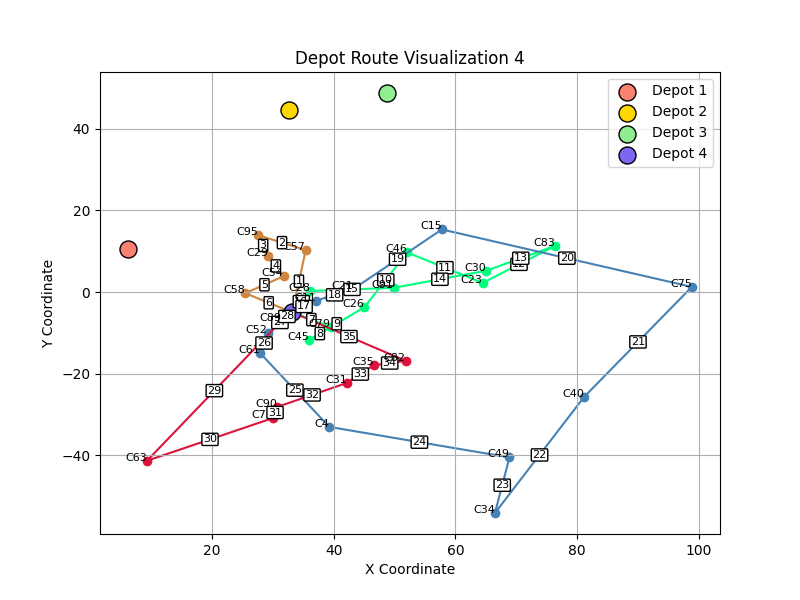 Depot Route Visualization 4
Depot 1
Depot 2
Depot 3
Depot 4
Y Coordinate
X Coordinate
40
20
0
−20
−40
20
40
60
80
100
C15
C95
C57
C46
C83
C29
C54
C30
C23
C75
C58
C28
C26
C45
C52
C61
C82
C35
C31
C90
C7
C4
C63
C40
C49
C34
1
2
3
4
5
6
7
8
9
10
11
13
14
15
17
18
19
20
21
22
23
24
25
26
28
29
30
31
32
33
34
35